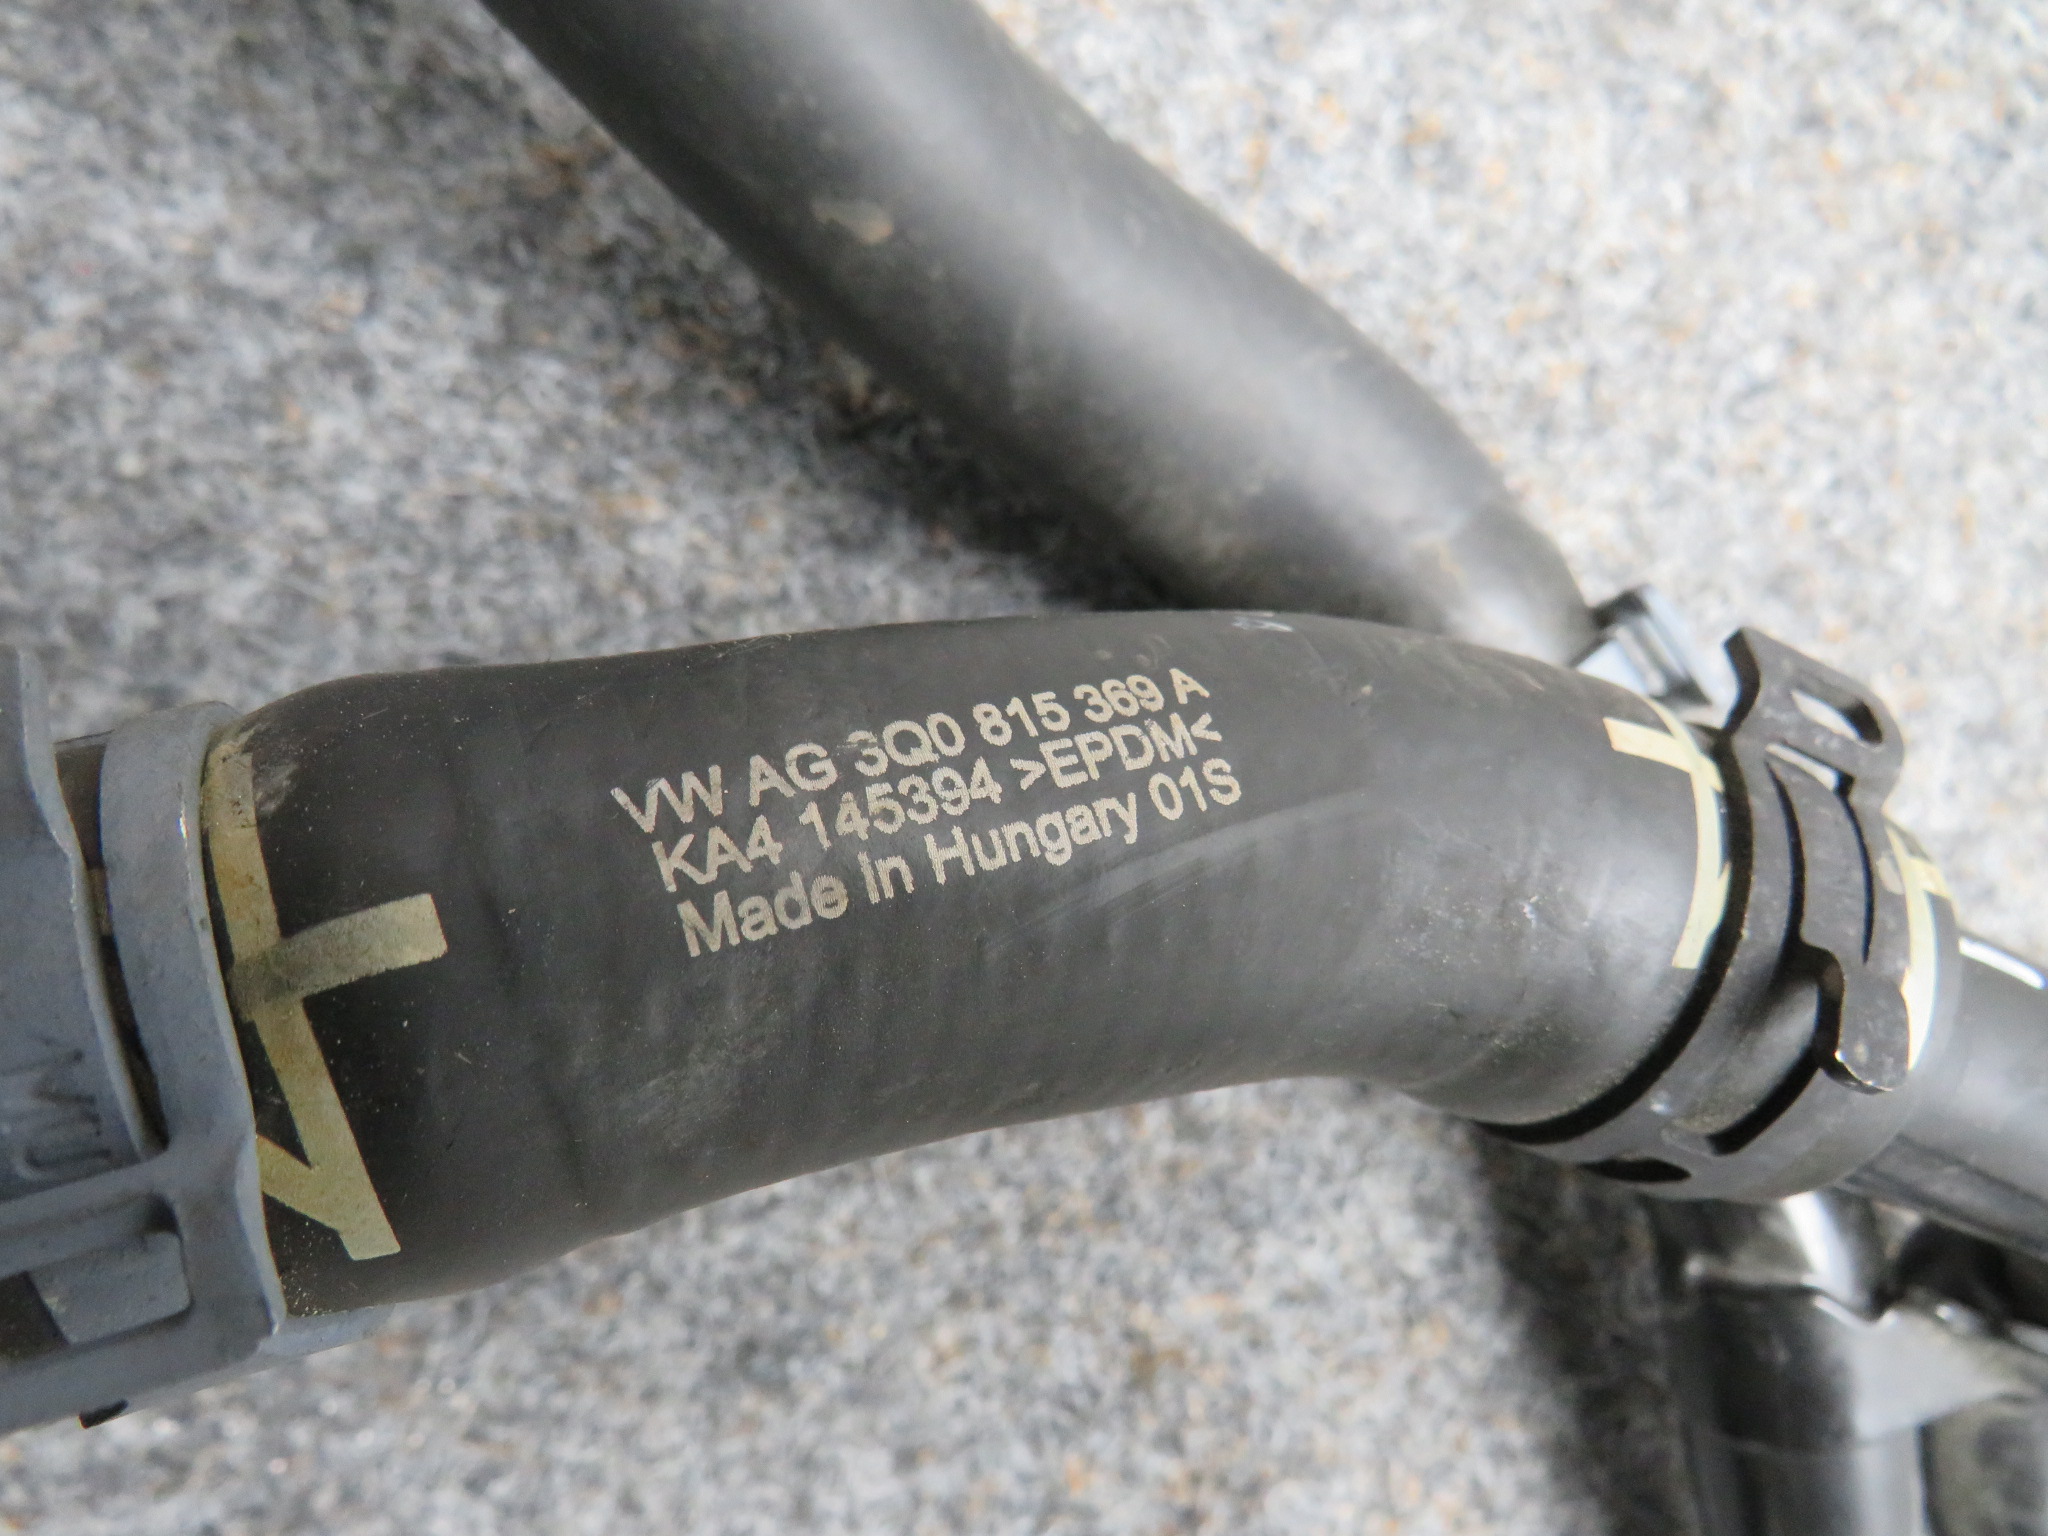 VW AG 3Q0 815 369 A
KA4 145394 >EPDM<
Made in Hungary 01S